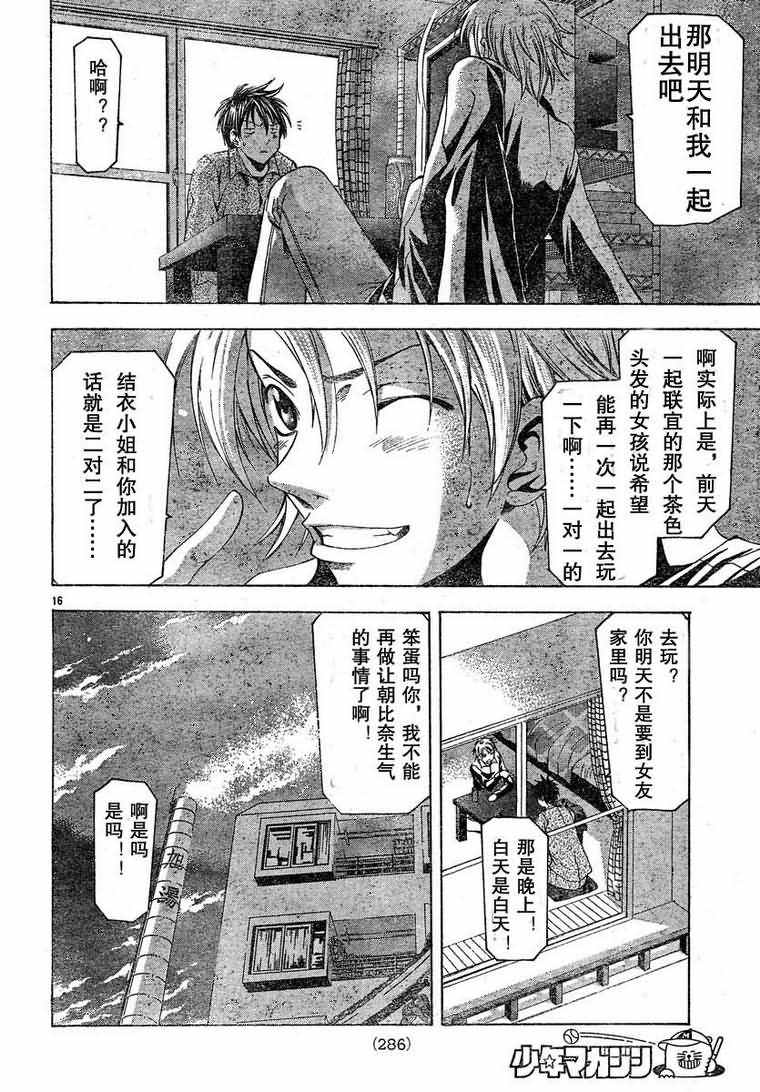 那明天和我一起
出去吧
哈啊？？
啊实际上是，前天
一起联宜的那个茶色
头发的女孩说希望
能再一次一起出去玩
一下啊……一对一的
结衣小姐和你加入的
话就是二对二了……
16
去玩？
你明天不是要到女友
家里吗？
那是晚上！
白天是白天！
笨蛋吗你，我不能
再做让朝比奈生气
的事情了啊！
啊是吗
是吗！！
湯
(286)
少年マガジン